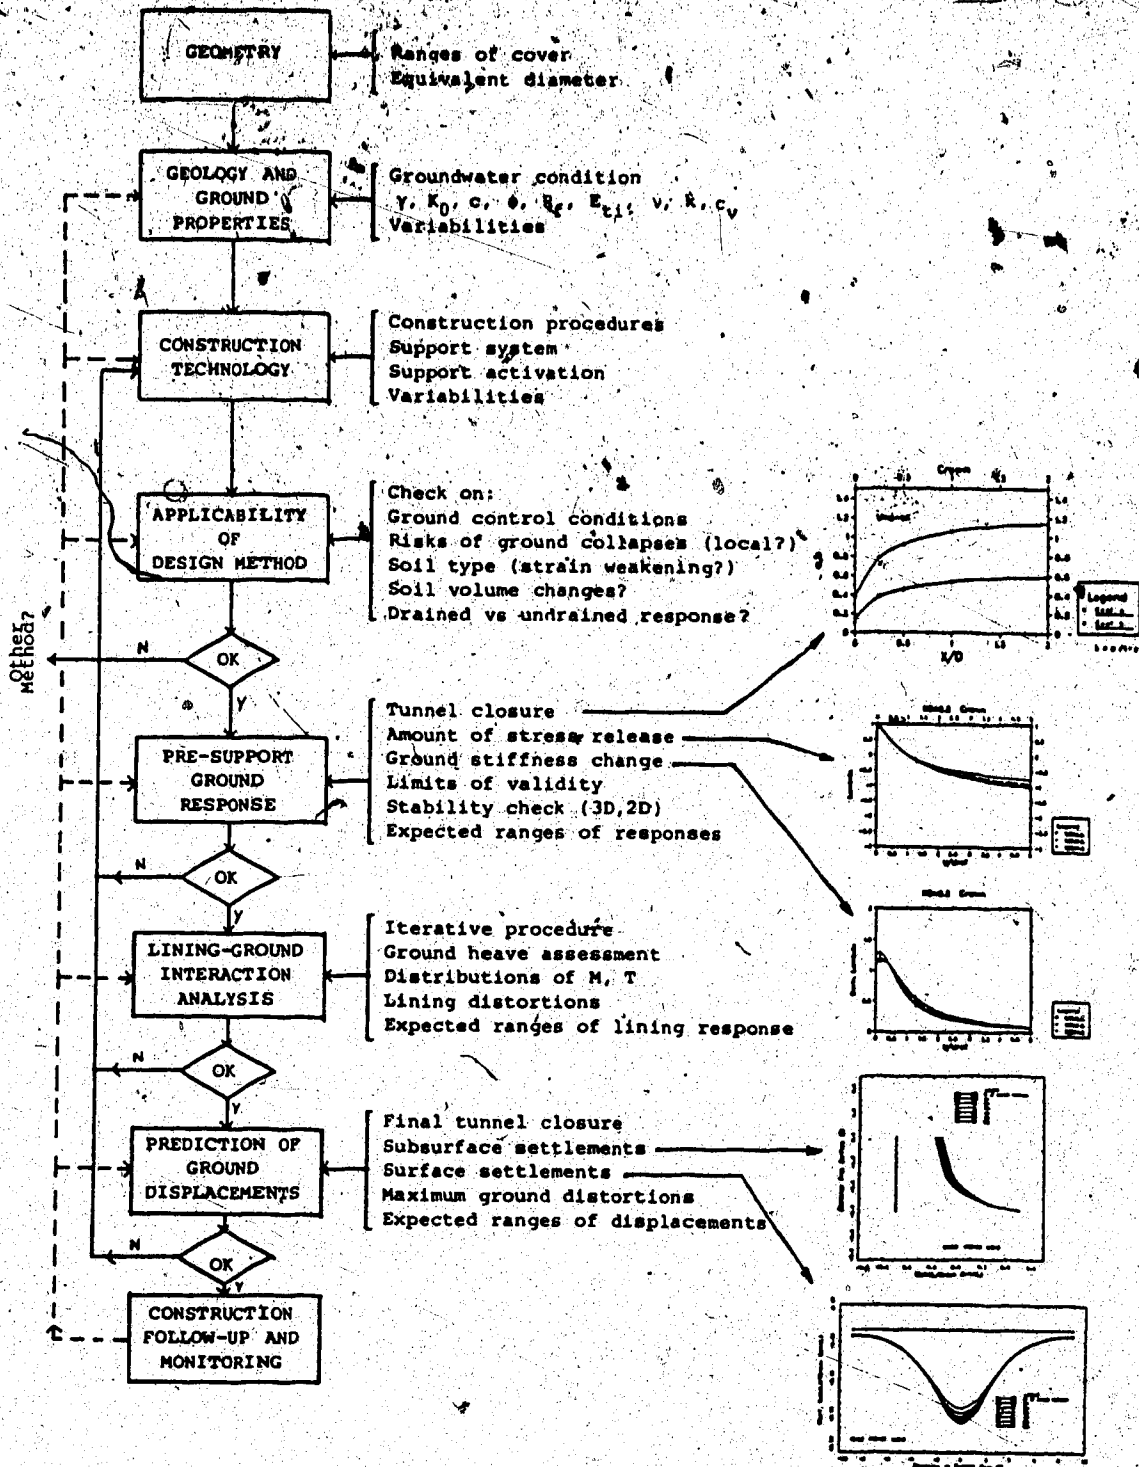 GEOMETRY
Ranges of cover
Equivalent diameter
GEOLOGY AND
GROUND
PROPERTIES
Groundwater condition
γ, K0, c, ϕ, Rf, Eti, ν, k, cv
Variabilities
CONSTRUCTION
TECHNOLOGY
Construction procedures
Support system
Support activation
Variabilities
APPLICABILITY
OF
DESIGN METHOD
Check on:
Ground control conditions
Risks of ground collapses (local?)
Soil type (strain weakening?)
Soil volume changes?
Drained vs undrained response?
Crown
X/D
Legend
Other
Method?
N
OK
Y
PRE-SUPPORT
GROUND
RESPONSE
Tunnel closure
Amount of stress release
Ground stiffness change
Limits of validity
Stability check (3D,2D)
Expected ranges of responses
Crown
N
OK
Y
Crown
LINING-GROUND
INTERACTION
ANALYSIS
Iterative procedure
Ground heave assessment
Distributions of M, T
Lining distortions
Expected ranges of lining response
N
OK
Y
PREDICTION OF
GROUND
DISPLACEMENTS
Final tunnel closure
Subsurface settlements
Surface settlements
Maximum ground distortions
Expected ranges of displacements
N
OK
Y
CONSTRUCTION
FOLLOW-UP AND
MONITORING